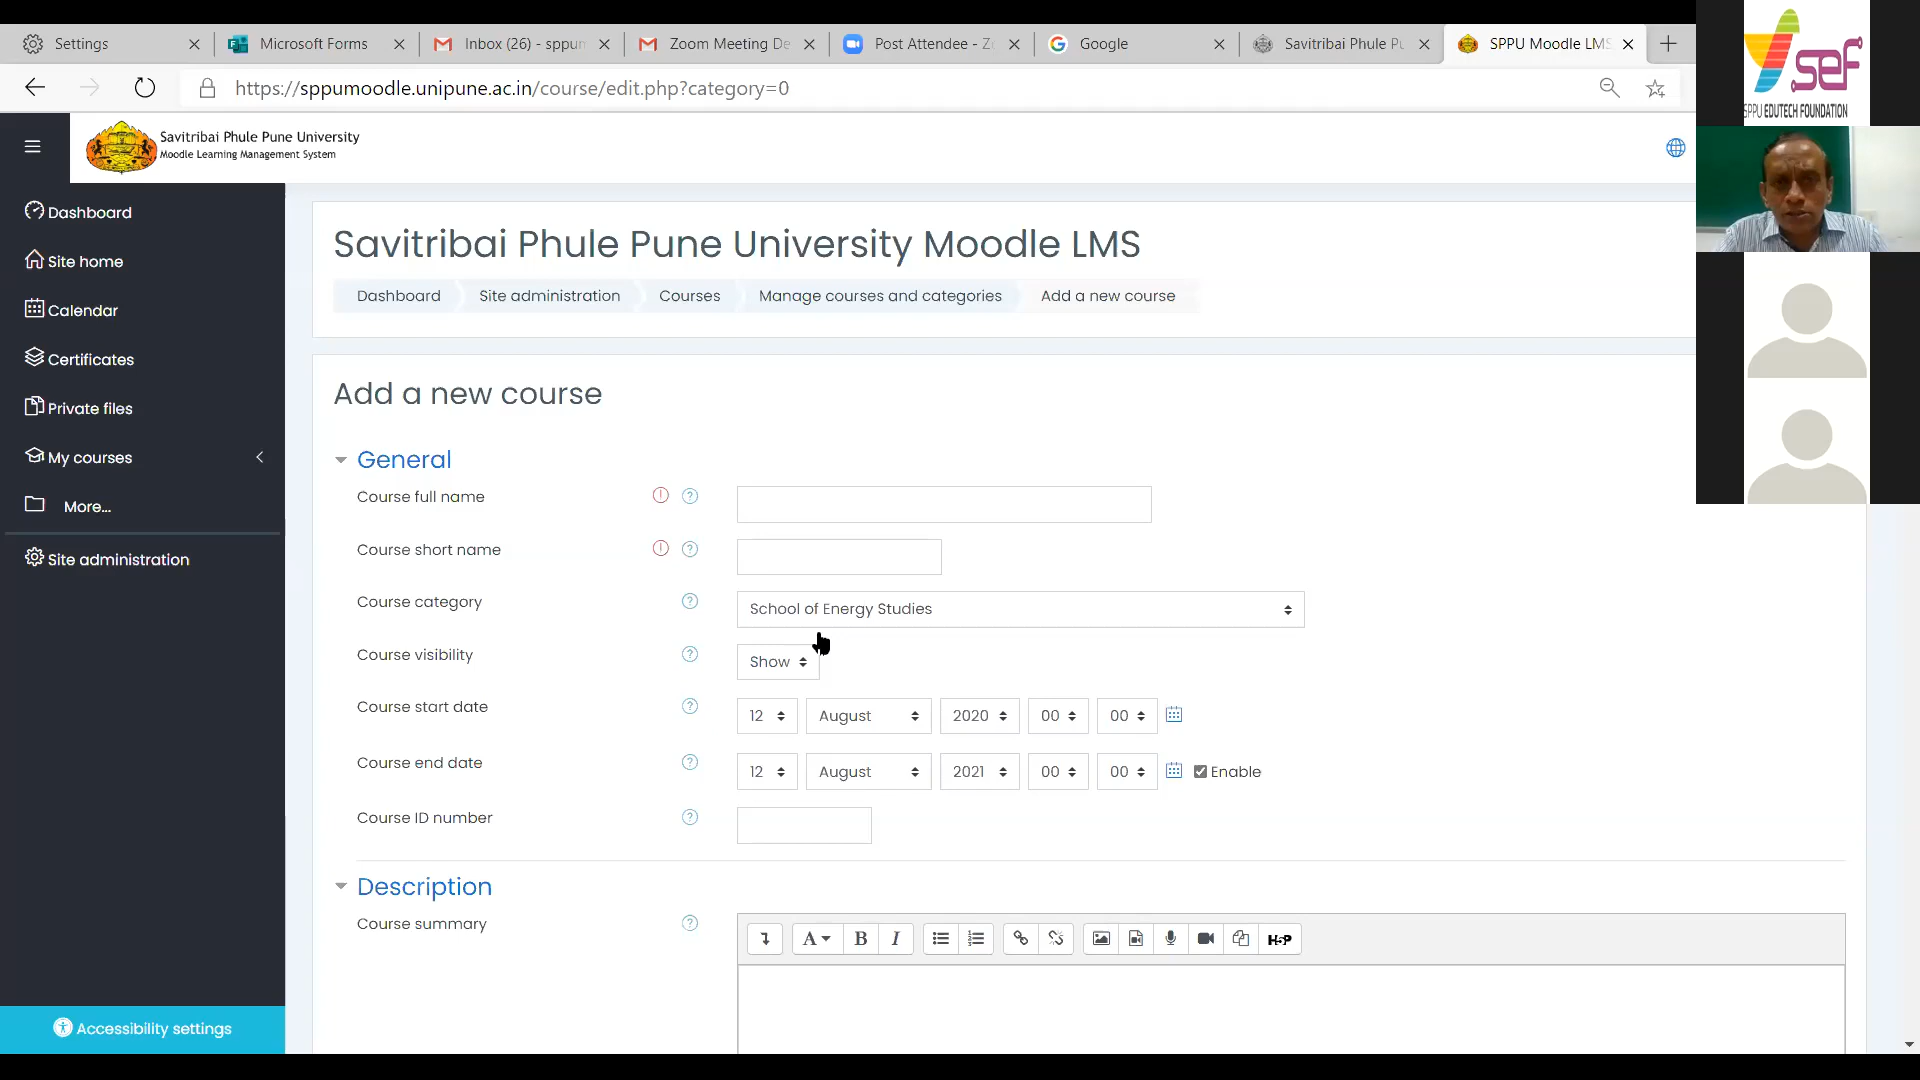 Settings
Microsoft Forms
Inbox (26) - sppun
Zoom Meeting De
Post Attendee - Z
Google
Savitribai Phule Pu
SPPU Moodle LMS
https://sppumoodle.unipune.ac.in/course/edit.php?category=0
sef
SPPU EDUTECH FOUNDATION
Savitribai Phule Pune University
Moodle Learning Management System
Dashboard
Site home
Calendar
Certificates
Private files
My courses
More...
Site administration
Accessibility settings
Savitribai Phule Pune University Moodle LMS
Dashboard Site administration Courses Manage courses and categories Add a new course
Add a new course
General
Course full name
Course short name
Course category School of Energy Studies
Course visibility Show
Course start date 12 August 2020 00 00
Course end date 12 August 2021 00 00 Enable
Course ID number
Description
Course summary
A B I H-P